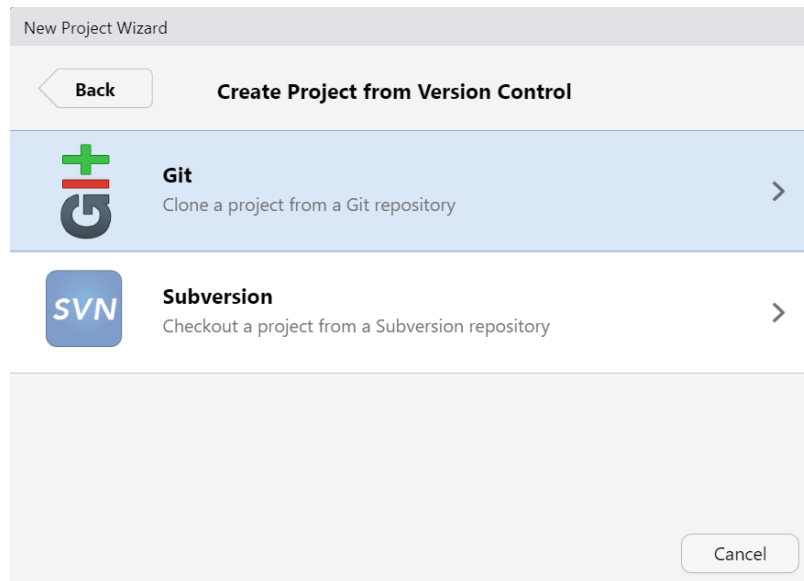 New Project Wizard
Back
Create Project from Version Control
git
Git
Clone a project from a Git repository
SVN
Subversion
Checkout a project from a Subversion repository
Cancel